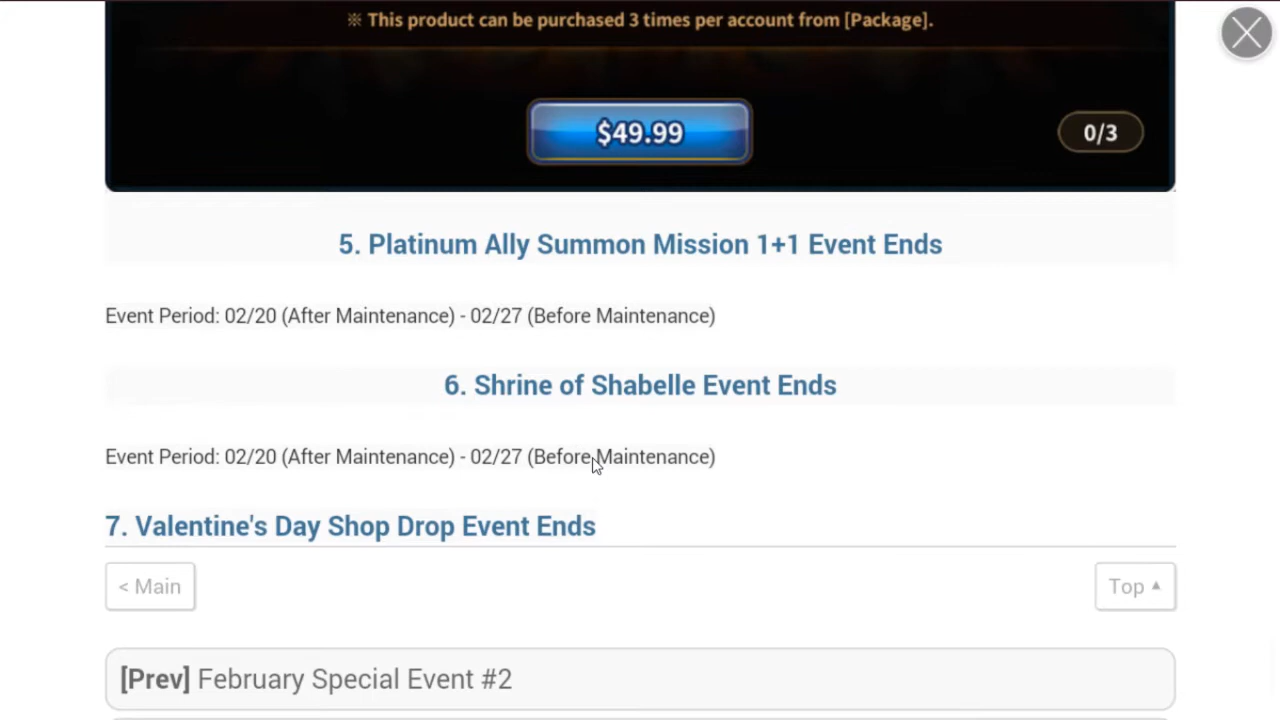 ※ This product can be purchased 3 times per account from [Package].
$49.99
0/3
5. Platinum Ally Summon Mission 1+1 Event Ends
Event Period: 02/20 (After Maintenance) - 02/27 (Before Maintenance)
6. Shrine of Shabelle Event Ends
Event Period: 02/20 (After Maintenance) - 02/27 (Before Maintenance)
7. Valentine's Day Shop Drop Event Ends
< Main
Top ▲
[Prev] February Special Event #2